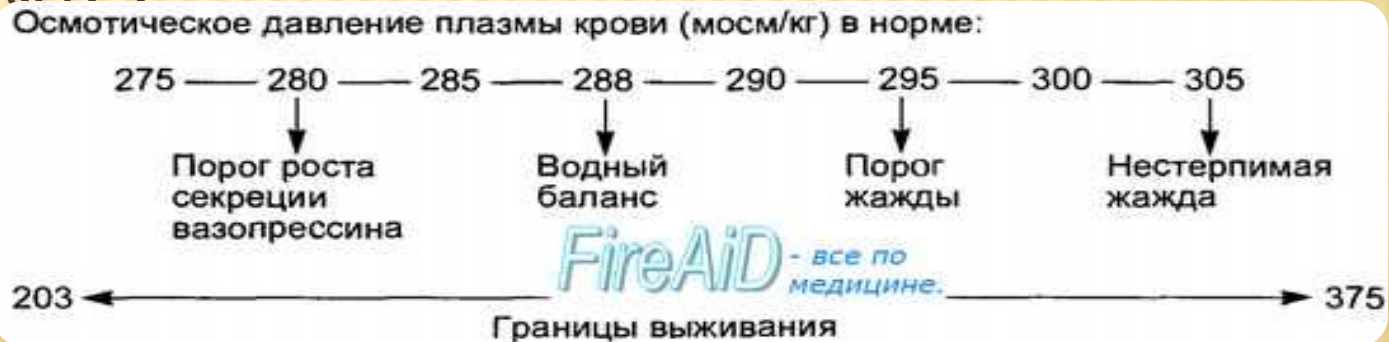 Осмотическое давление плазмы крови (мосм/кг) в норме:
275 — 280 — 285 — 288 — 290 — 295 — 300 — 305
Порог роста секреции вазопрессина
Водный баланс
Порог жажды
Нестерпимая жажда
FireAiD - все по медицине.
203
375
Границы выживания